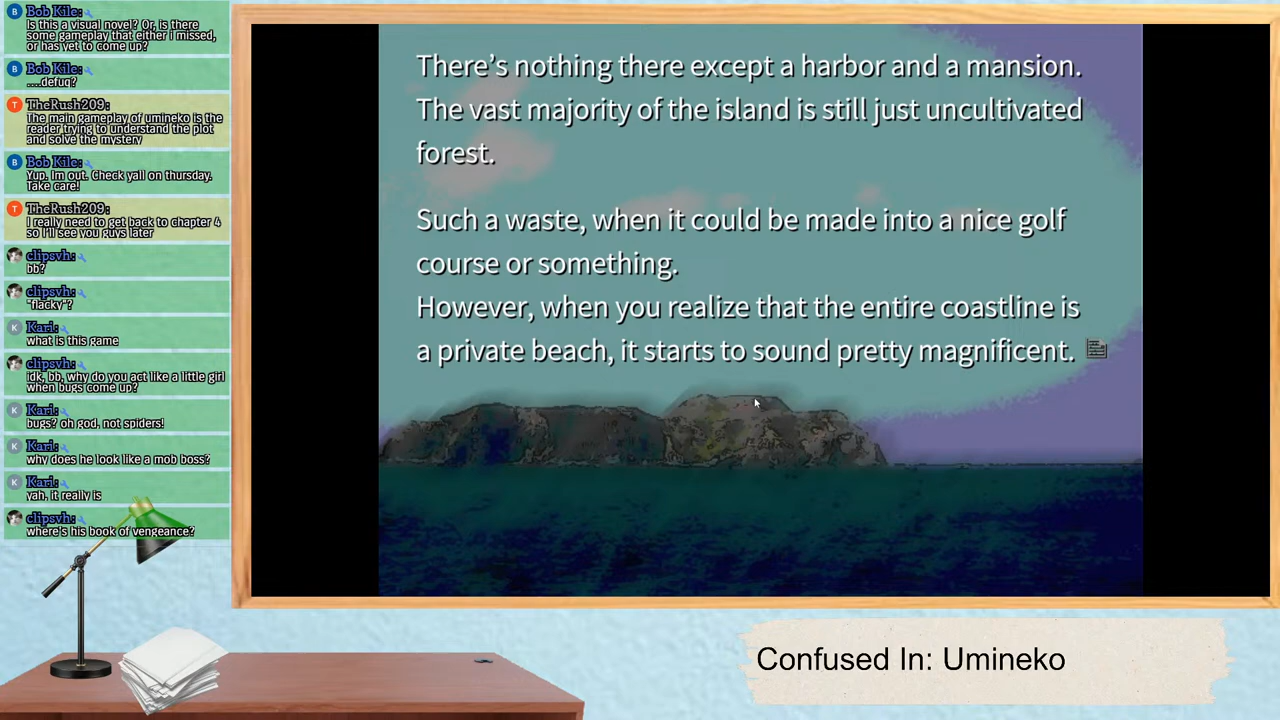 Bob Kile:
Is this a visual novel? Or, is there
some gameplay that either i missed,
or has yet to come up?
Bob Kile:
....defuq?
TheRush209:
The main gameplay of umineko is the
reader trying to understand the plot
and solve the mystery
Bob Kile:
Yup. Im out. Check yall on thursday.
Take care!
TheRush209:
I really need to get back to chapter 4
so I'll see you guys later
clipsvh:
bb?
clipsvh:
"flacky"?
Kari:
what is this game
clipsvh:
idk, bb, why do you act like a little girl
when bugs come up?
Kari:
bugs? oh god, not spiders!
Kari:
why does he look like a mob boss?
Kari:
yah, it really is
clipsvh:
where's his book of vengeance?
There's nothing there except a harbor and a mansion.
The vast majority of the island is still just uncultivated
forest.
Such a waste, when it could be made into a nice golf
course or something.
However, when you realize that the entire coastline is
a private beach, it starts to sound pretty magnificent.
Confused In: Umineko